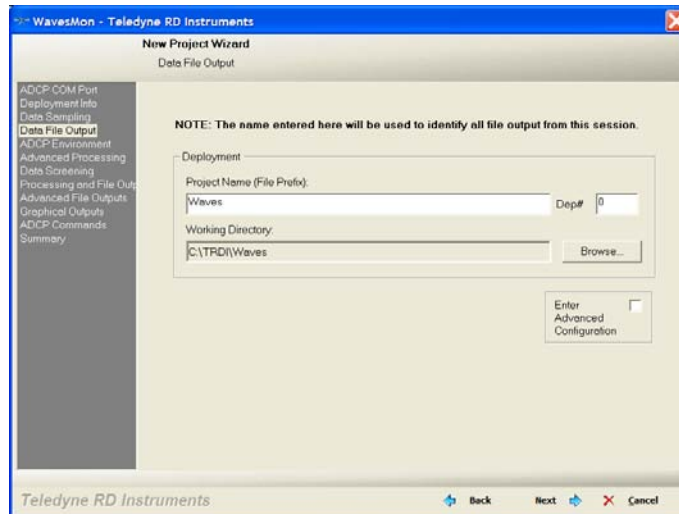 WavesMon - Teledyne RD Instruments
New Project Wizard
Data File Output
ADCP COM Port
Deployment Info
Data Sampling
Data File Output
ADCP Environment
Advanced Processing
Data Screening
Processing and File Outp
Advanced File Outputs
Graphical Outputs
ADCP Commands
Summary
NOTE: The name entered here will be used to identify all file output from this session.
Deployment
Project Name (File Prefix):
Waves
Dep# 0
Working Directory:
C:\TRDI\Waves
Browse...
Enter
Advanced
Configuration
Teledyne RD Instruments
Back Next Cancel